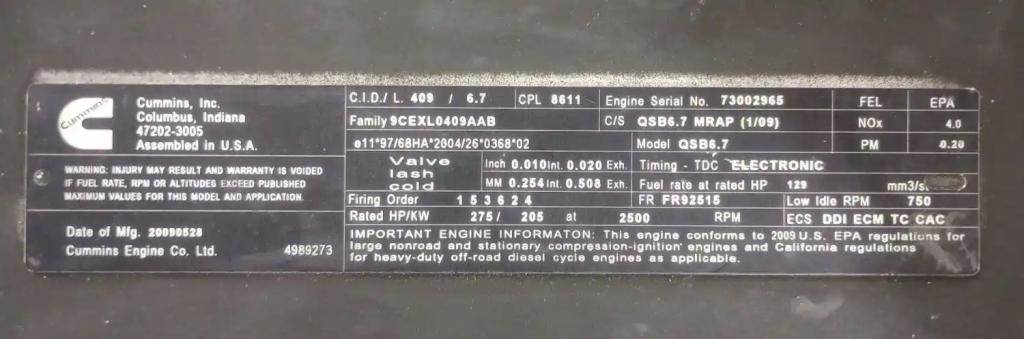 Cummins
Cummins, Inc.
Columbus, Indiana
47202-3005
Assembled in U.S.A.
WARNING: INJURY MAY RESULT AND WARRANTY IS VOIDED
IF FUEL RATE, RPM OR ALTITUDES EXCEED PUBLISHED
MAXIMUM VALUES FOR THIS MODEL AND APPLICATION.
Date of Mfg. 20090528
Cummins Engine Co. Ltd. 4989273
C.I.D./ L. 409 / 6.7 CPL 8611 Engine Serial No. 73002965 FEL EPA
Family 9CEXL0409AAB C/S QSB6.7 MRAP (1/09) NOx 4.0
e11*97/68HA*2004/26*0368*02 Model QSB6.7 PM 0.20
Valve
lash
cold
Inch 0.010 Int. 0.020 Exh. Timing - TDC ELECTRONIC
MM 0.254 Int. 0.508 Exh. Fuel rate at rated HP 129 mm3/s
Firing Order 1 5 3 6 2 4 FR FR92515 Low Idle RPM 750
Rated HP/KW 275/ 205 at 2500 RPM ECS DDI ECM TC CAC
IMPORTANT ENGINE INFORMATON: This engine conforms to 2009 U.S. EPA regulations for
large nonroad and stationary compression-ignition engines and California regulations
for heavy-duty off-road diesel cycle engines as applicable.